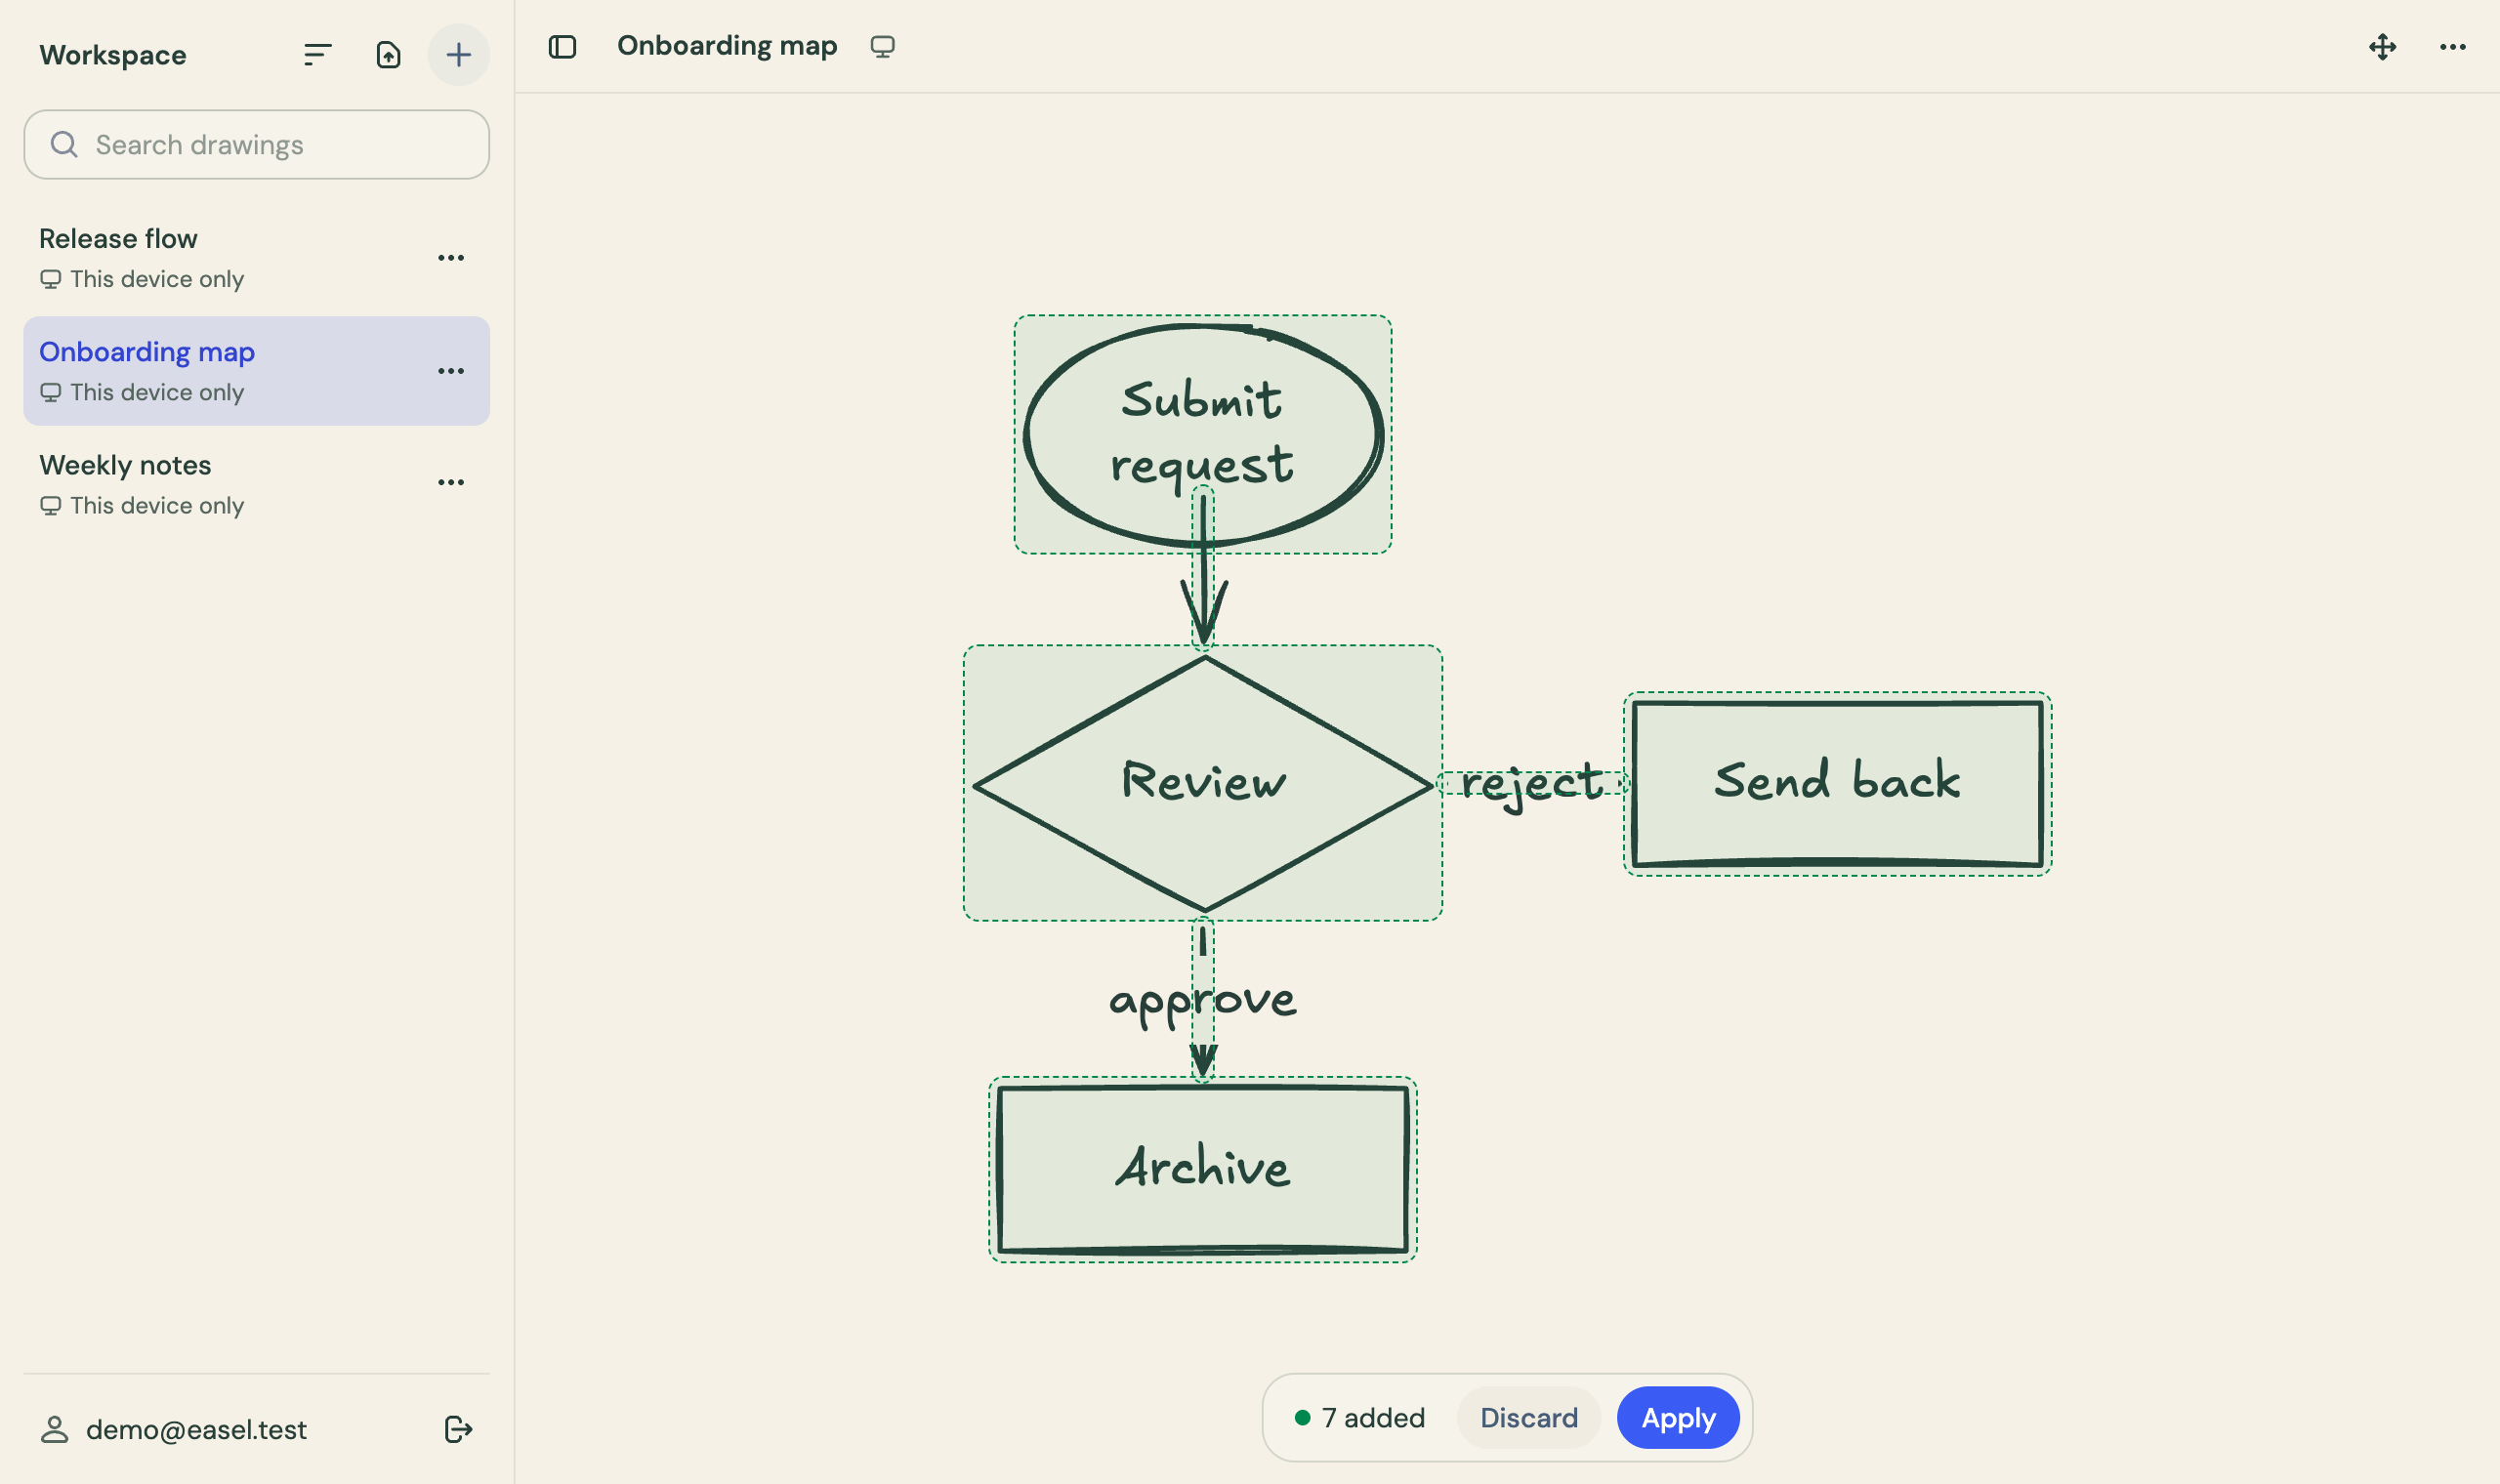 Workspace
Search drawings
Release flow
This device only
Onboarding map
This device only
Weekly notes
This device only
demo@easel.test
Onboarding map
Submit
request
Review
reject
Send back
approve
Archive
7 added
Discard
Apply